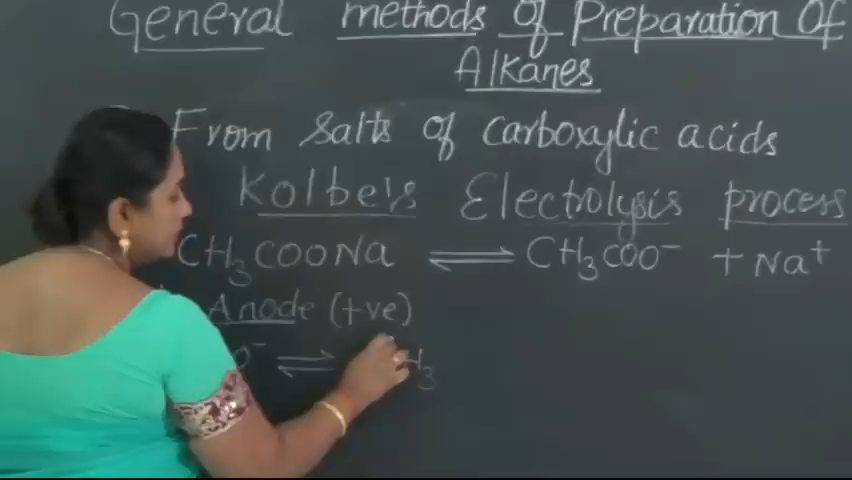 General methods of Preparation Of
Alkanes
From Salts of carboxylic acids
Kolbe's Electrolysis process
CH₃COONa ⇌ CH₃COO⁻ + Na⁺
Anode (+ve)
O⁻ ⇌ H₃